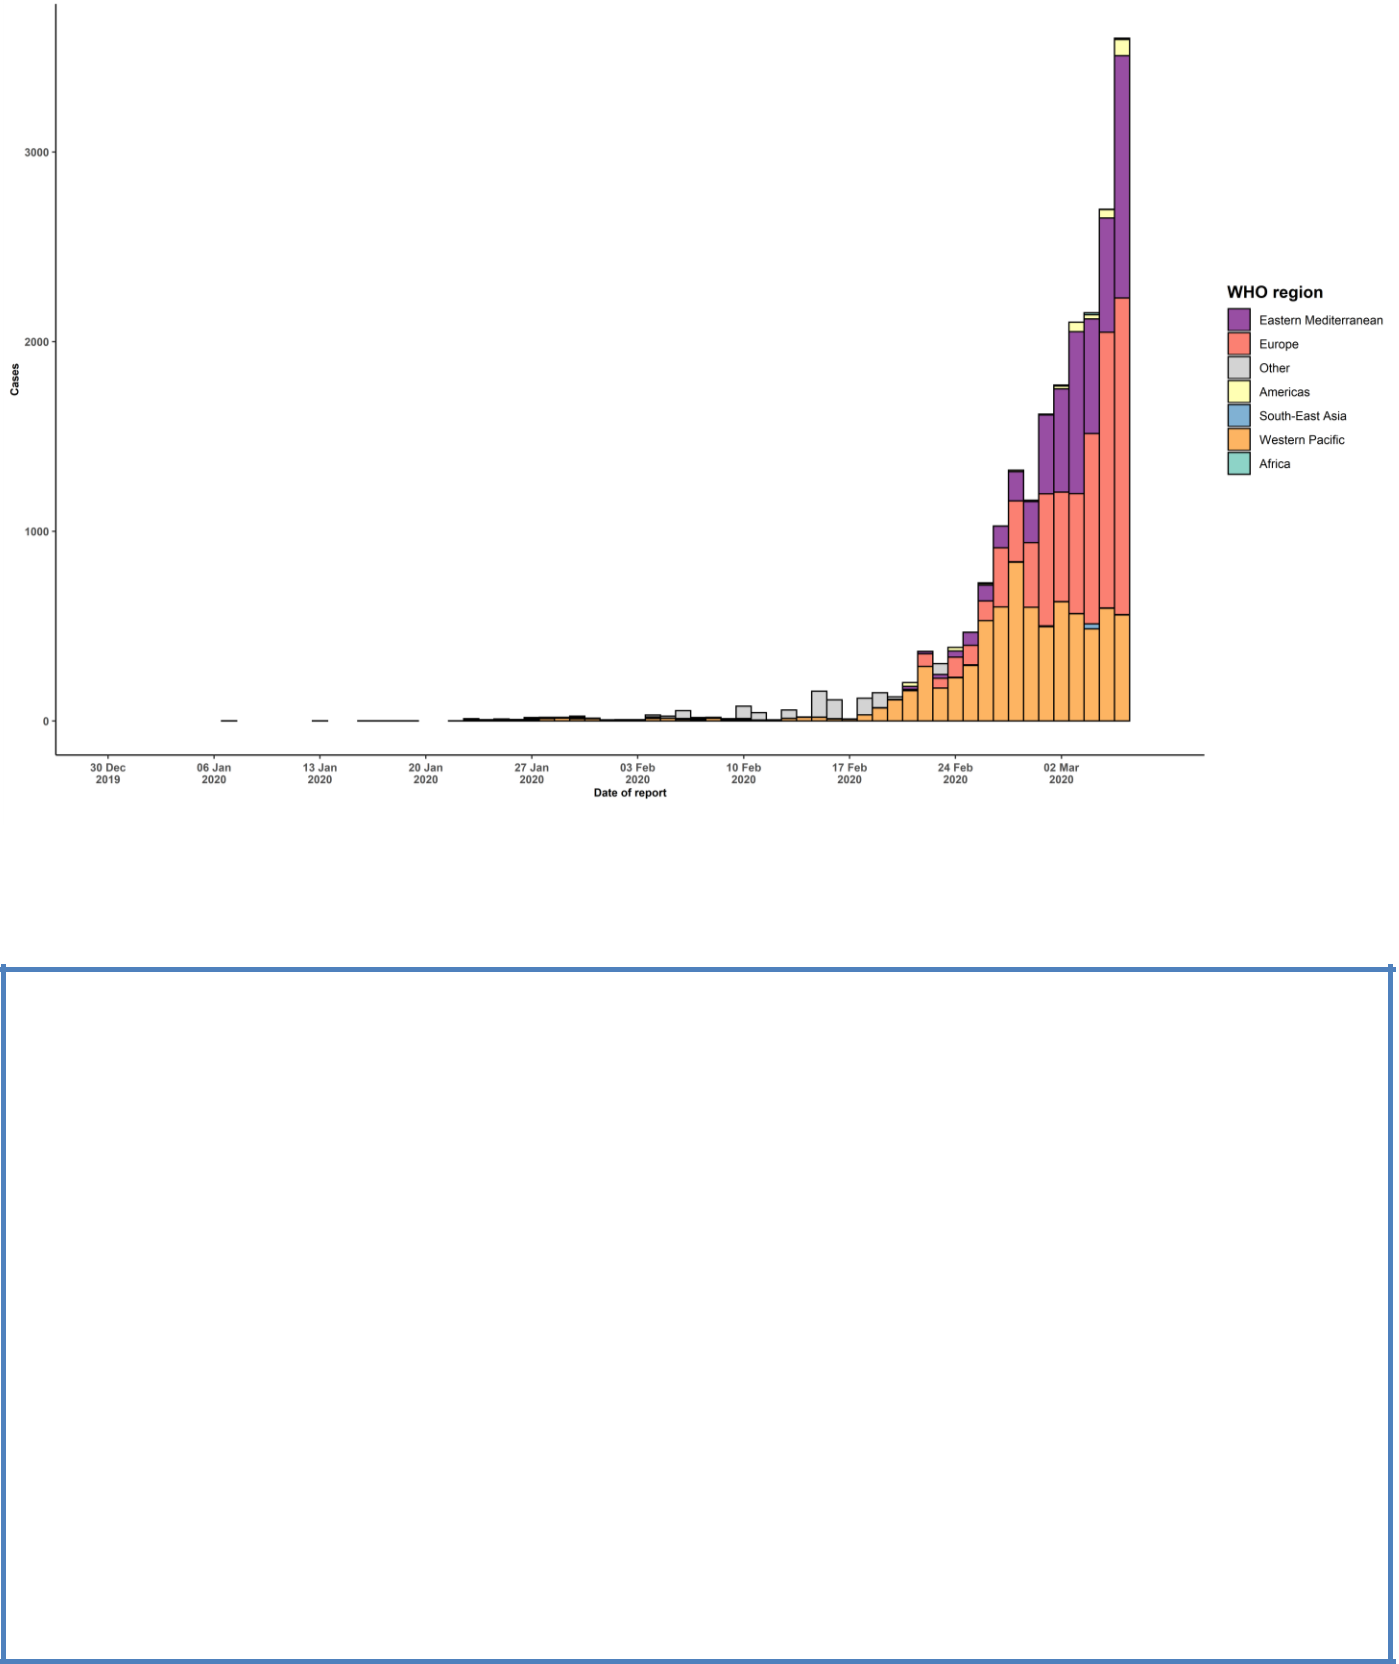 3000
2000
1000
0
Cases
30 Dec 06 Jan 13 Jan 20 Jan 27 Jan 03 Feb 10 Feb 17 Feb 24 Feb 02 Mar
2019 2020 2020 2020 2020 2020 2020 2020 2020 2020
Date of report
WHO region
Eastern Mediterranean
Europe
Other
Americas
South-East Asia
Western Pacific
Africa